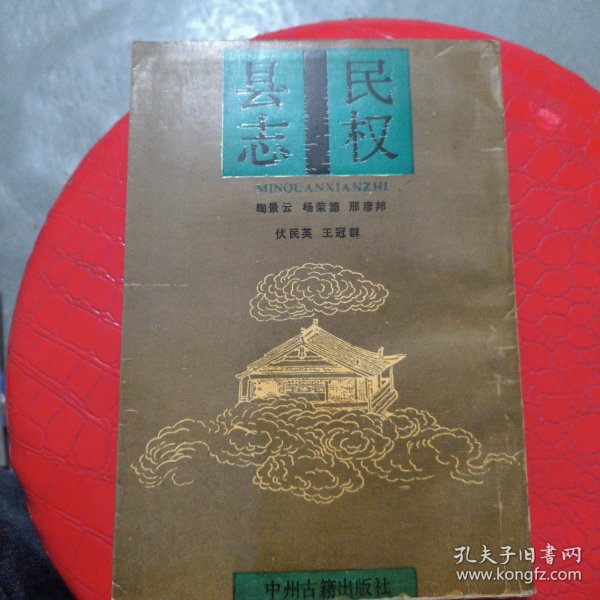 民权
县志
MINQUANXIANZHI
陶景云 杨荣德 邢彦邦
伏民英 王冠群
中州古籍出版社
孔夫子旧书网
www.kongfz.com